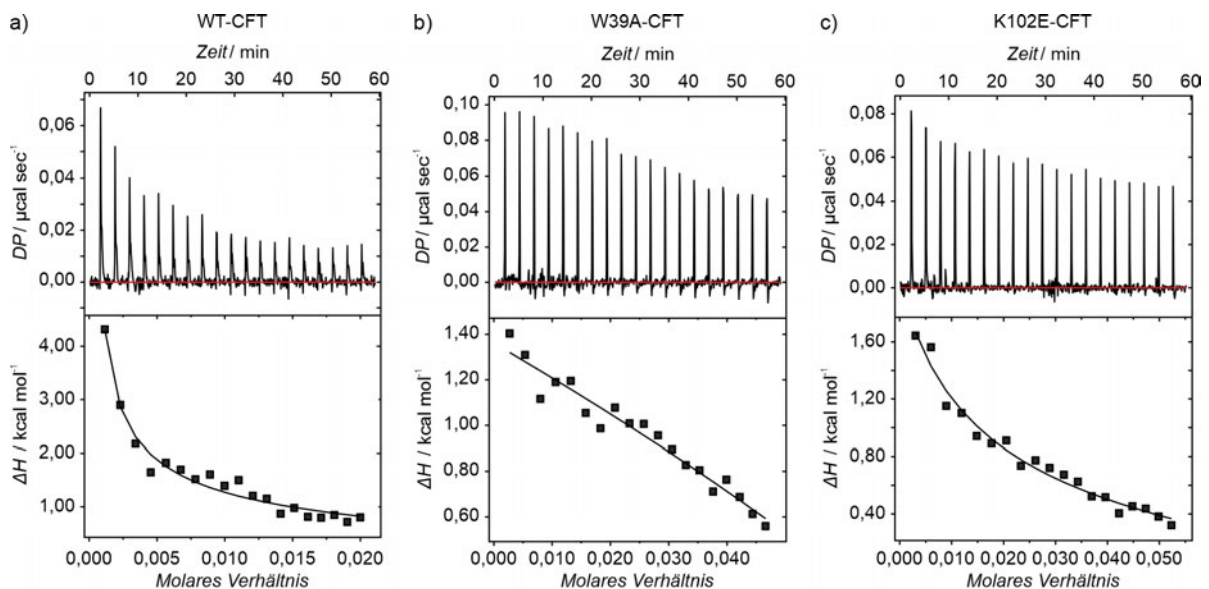 a) WT-CFT
Zeit / min
0 10 20 30 40 50 60
0,06
0,04
0,02
0,00
DP / µcal sec⁻¹
4,00
3,00
2,00
1,00
ΔH / kcal mol⁻¹
0,000 0,005 0,010 0,015 0,020
Molares Verhältnis
b) W39A-CFT
Zeit / min
0 10 20 30 40 50 60
0,10
0,08
0,06
0,04
0,02
0,00
DP / µcal sec⁻¹
1,40
1,20
1,00
0,80
0,60
ΔH / kcal mol⁻¹
0,000 0,010 0,020 0,030 0,040
Molares Verhältnis
c) K102E-CFT
Zeit / min
0 10 20 30 40 50 60
0,08
0,06
0,04
0,02
0,00
DP / µcal sec⁻¹
1,60
1,20
0,80
0,40
ΔH / kcal mol⁻¹
0,000 0,010 0,020 0,030 0,040 0,050
Molares Verhältnis